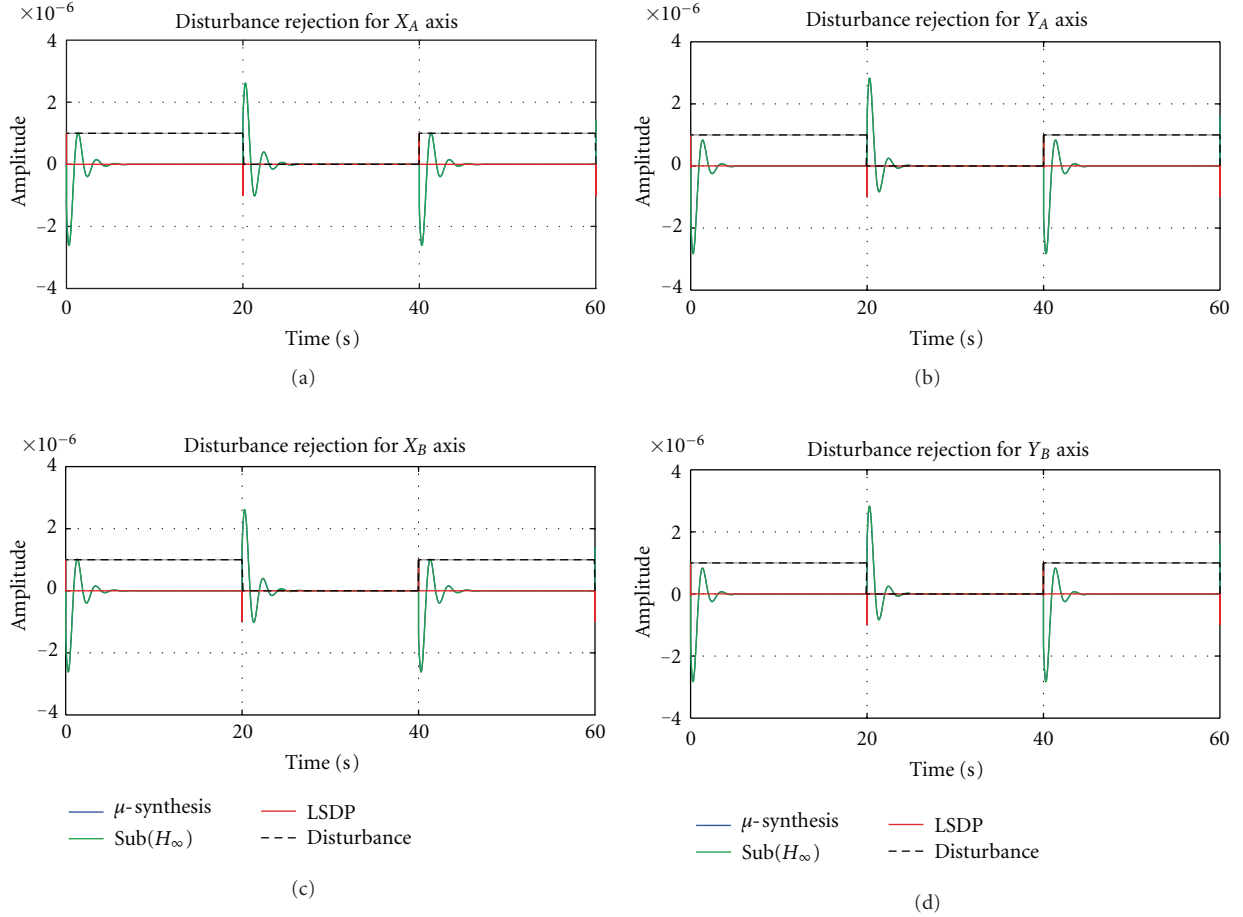 Disturbance rejection for X_A axis
×10⁻⁶
4
2
0
−2
−4
Amplitude
0 20 40 60
Time (s)
(a)
Disturbance rejection for Y_A axis
×10⁻⁶
4
2
0
−2
−4
Amplitude
0 20 40 60
Time (s)
(b)
Disturbance rejection for X_B axis
×10⁻⁶
4
2
0
−2
−4
Amplitude
0 20 40 60
Time (s)
μ-synthesis LSDP
Sub(H∞) Disturbance
(c)
Disturbance rejection for Y_B axis
×10⁻⁶
4
2
0
−2
−4
Amplitude
0 20 40 60
Time (s)
μ-synthesis LSDP
Sub(H∞) Disturbance
(d)